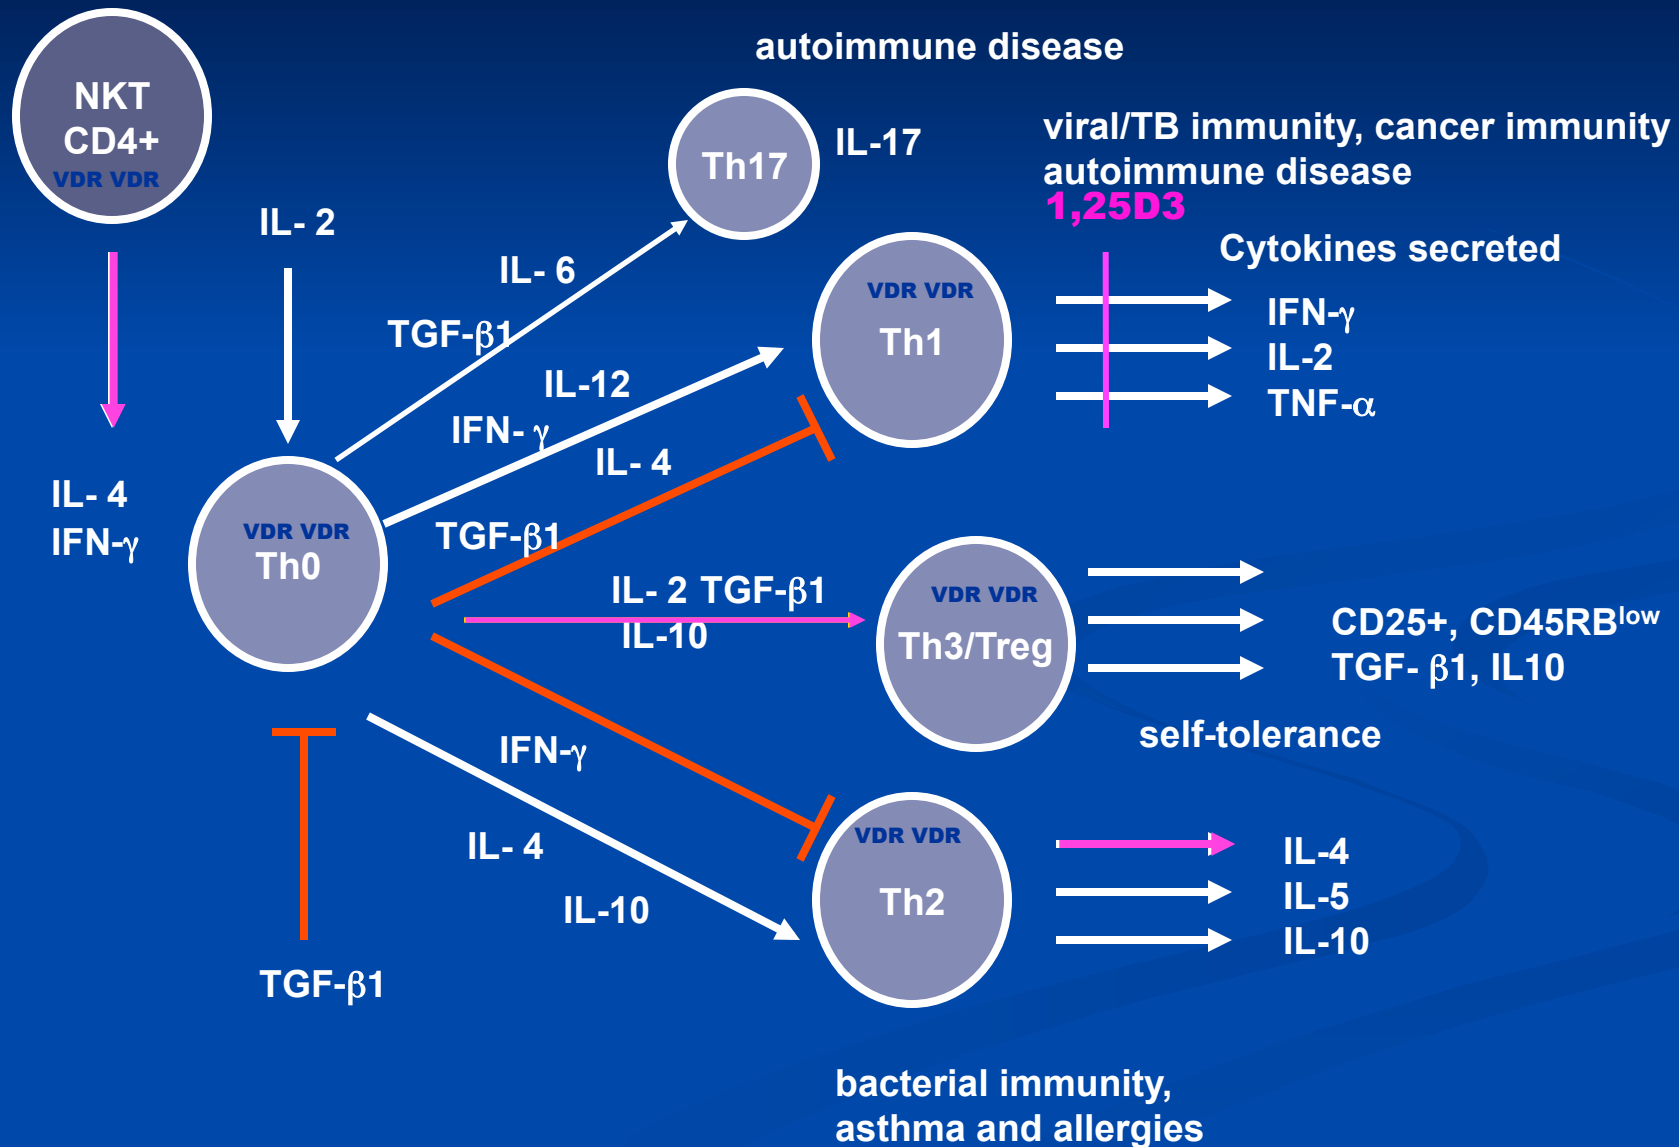 autoimmune disease
NKT
CD4+
VDR VDR
Th17
IL-17
viral/TB immunity, cancer immunity
autoimmune disease
1,25D3
IL- 2
Cytokines secreted
IL- 6
TGF-β1
VDR VDR
Th1
IFN-γ
IL-2
TNF-α
IL-12
IFN- γ
IL- 4
TGF-β1
IL- 4
IFN-γ
VDR VDR
Th0
IL- 2 TGF-β1
IL-10
VDR VDR
Th3/Treg
CD25+, CD45RBlow
TGF- β1, IL10
self-tolerance
IFN-γ
IL- 4
IL-10
VDR VDR
Th2
IL-4
IL-5
IL-10
TGF-β1
bacterial immunity,
asthma and allergies